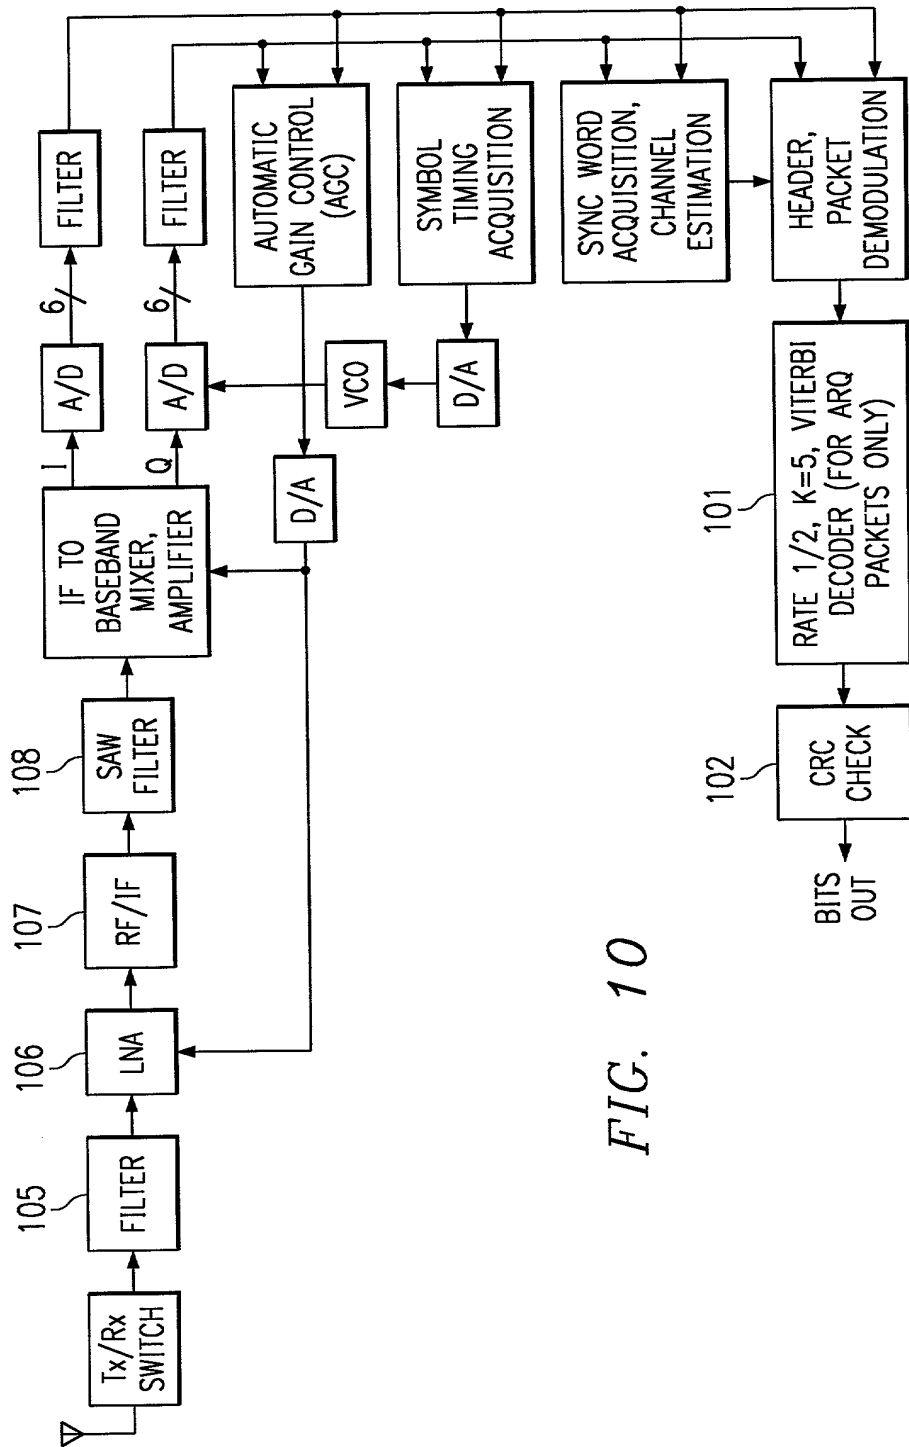 Tx/Rx
SWITCH
105
FILTER
106
LNA
107
RF/IF
108
SAW
FILTER
IF TO
BASEBAND
MIXER,
AMPLIFIER
I
Q
A/D
A/D
6/
6/
FILTER
FILTER
D/A
AUTOMATIC
GAIN CONTROL
(AGC)
VCO
D/A
SYMBOL
TIMING
ACQUISITION
SYNC WORD
ACQUISITION,
CHANNEL
ESTIMATION
HEADER,
PACKET
DEMODULATION
101
RATE 1/2, K=5, VITERBI
DECODER (FOR ARQ
PACKETS ONLY)
102
CRC
CHECK
BITS
OUT
FIG. 10